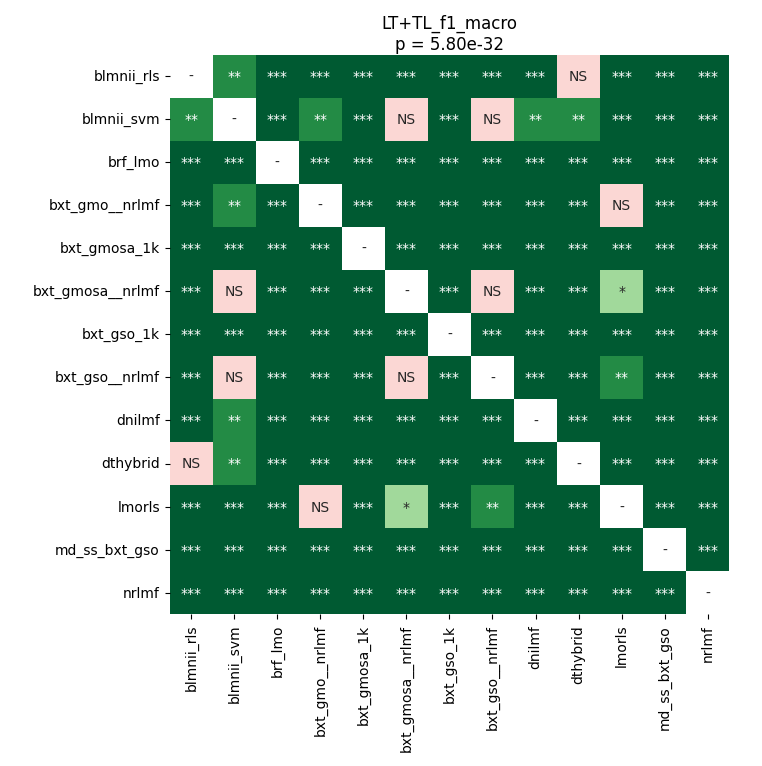 LT+TL_f1_macro
p = 5.80e-32
blmnii_rls - ** *** *** *** *** *** *** *** NS *** *** ***
blmnii_svm ** - *** ** *** NS *** NS ** ** *** *** ***
brf_lmo *** *** - *** *** *** *** *** *** *** *** *** ***
bxt_gmo__nrlmf *** ** *** - *** *** *** *** *** *** NS *** ***
bxt_gmosa_1k *** *** *** *** - *** *** *** *** *** *** *** ***
bxt_gmosa__nrlmf *** NS *** *** *** - *** NS *** *** * *** ***
bxt_gso_1k *** *** *** *** *** *** - *** *** *** *** *** ***
bxt_gso__nrlmf *** NS *** *** *** NS *** - *** *** ** *** ***
dnilmf *** ** *** *** *** *** *** *** - *** *** *** ***
dthybrid NS ** *** *** *** *** *** *** *** - *** *** ***
lmorls *** *** *** NS *** * *** ** *** *** - *** ***
md_ss_bxt_gso *** *** *** *** *** *** *** *** *** *** *** - ***
nrlmf *** *** *** *** *** *** *** *** *** *** *** *** -
blmnii_rls
blmnii_svm
brf_lmo
bxt_gmo__nrlmf
bxt_gmosa_1k
bxt_gmosa__nrlmf
bxt_gso_1k
bxt_gso__nrlmf
dnilmf
dthybrid
lmorls
md_ss_bxt_gso
nrlmf